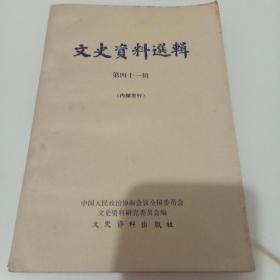 文史資料選輯
第四十一辑
（内部发行）
中国人民政治协商会议全国委员会
文史资料研究委员会编
文史资料出版社